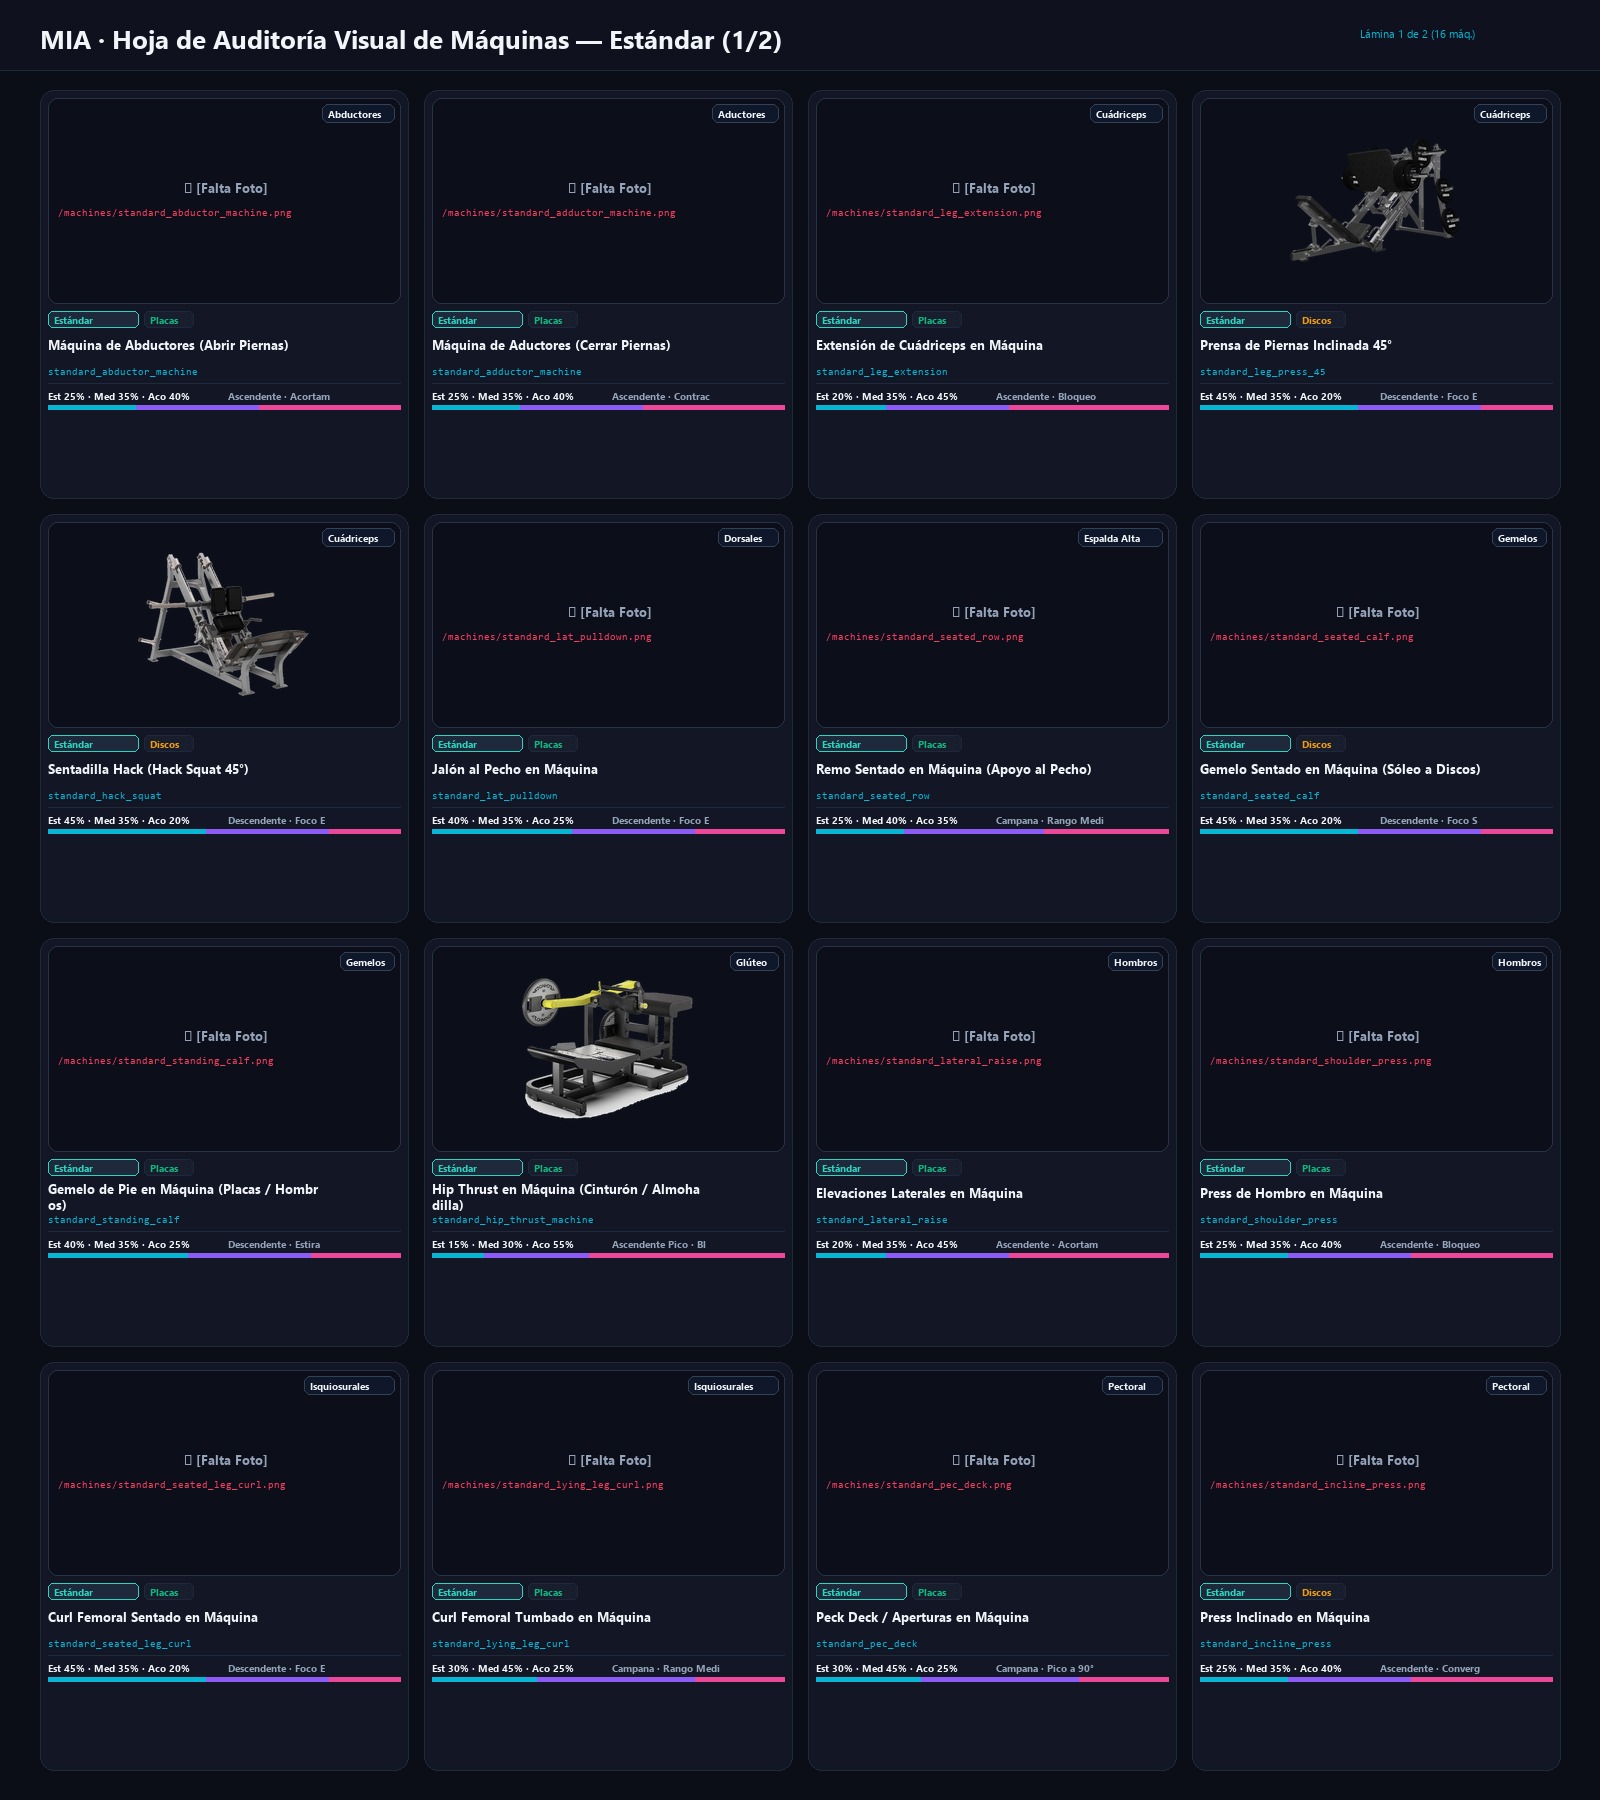 MIA · Hoja de Auditoría Visual de Máquinas — Estándar (1/2)
Lámina 1 de 2 (16 máq.)
Abductores
[Falta Foto]
/machines/standard_abductor_machine.png
Estándar
Placas
Máquina de Abductores (Abrir Piernas)
standard_abductor_machine
Est 25% · Med 35% · Aco 40%
Ascendente · Acortam
Aductores
[Falta Foto]
/machines/standard_adductor_machine.png
Estándar
Placas
Máquina de Aductores (Cerrar Piernas)
standard_adductor_machine
Est 25% · Med 35% · Aco 40%
Ascendente · Contrac
Cuádriceps
[Falta Foto]
/machines/standard_leg_extension.png
Estándar
Placas
Extensión de Cuádriceps en Máquina
standard_leg_extension
Est 20% · Med 35% · Aco 45%
Ascendente · Bloqueo
Cuádriceps
Estándar
Discos
Prensa de Piernas Inclinada 45°
standard_leg_press_45
Est 45% · Med 35% · Aco 20%
Descendente · Foco E
Cuádriceps
Estándar
Discos
Sentadilla Hack (Hack Squat 45°)
standard_hack_squat
Est 45% · Med 35% · Aco 20%
Descendente · Foco E
Dorsales
[Falta Foto]
/machines/standard_lat_pulldown.png
Estándar
Placas
Jalón al Pecho en Máquina
standard_lat_pulldown
Est 40% · Med 35% · Aco 25%
Descendente · Foco E
Espalda Alta
[Falta Foto]
/machines/standard_seated_row.png
Estándar
Placas
Remo Sentado en Máquina (Apoyo al Pecho)
standard_seated_row
Est 25% · Med 40% · Aco 35%
Campana · Rango Medi
Gemelos
[Falta Foto]
/machines/standard_seated_calf.png
Estándar
Discos
Gemelo Sentado en Máquina (Sóleo a Discos)
standard_seated_calf
Est 45% · Med 35% · Aco 20%
Descendente · Foco S
Gemelos
[Falta Foto]
/machines/standard_standing_calf.png
Estándar
Placas
Gemelo de Pie en Máquina (Placas / Hombr
os)
standard_standing_calf
Est 40% · Med 35% · Aco 25%
Descendente · Estira
Glúteo
Estándar
Placas
Hip Thrust en Máquina (Cinturón / Almoha
dilla)
standard_hip_thrust_machine
Est 15% · Med 30% · Aco 55%
Ascendente Pico · Bl
Hombros
[Falta Foto]
/machines/standard_lateral_raise.png
Estándar
Placas
Elevaciones Laterales en Máquina
standard_lateral_raise
Est 20% · Med 35% · Aco 45%
Ascendente · Acortam
Hombros
[Falta Foto]
/machines/standard_shoulder_press.png
Estándar
Placas
Press de Hombro en Máquina
standard_shoulder_press
Est 25% · Med 35% · Aco 40%
Ascendente · Bloqueo
Isquiosurales
[Falta Foto]
/machines/standard_seated_leg_curl.png
Estándar
Placas
Curl Femoral Sentado en Máquina
standard_seated_leg_curl
Est 45% · Med 35% · Aco 20%
Descendente · Foco E
Isquiosurales
[Falta Foto]
/machines/standard_lying_leg_curl.png
Estándar
Placas
Curl Femoral Tumbado en Máquina
standard_lying_leg_curl
Est 30% · Med 45% · Aco 25%
Campana · Rango Medi
Pectoral
[Falta Foto]
/machines/standard_pec_deck.png
Estándar
Placas
Peck Deck / Aperturas en Máquina
standard_pec_deck
Est 30% · Med 45% · Aco 25%
Campana · Pico a 90°
Pectoral
[Falta Foto]
/machines/standard_incline_press.png
Estándar
Discos
Press Inclinado en Máquina
standard_incline_press
Est 25% · Med 35% · Aco 40%
Ascendente · Converg